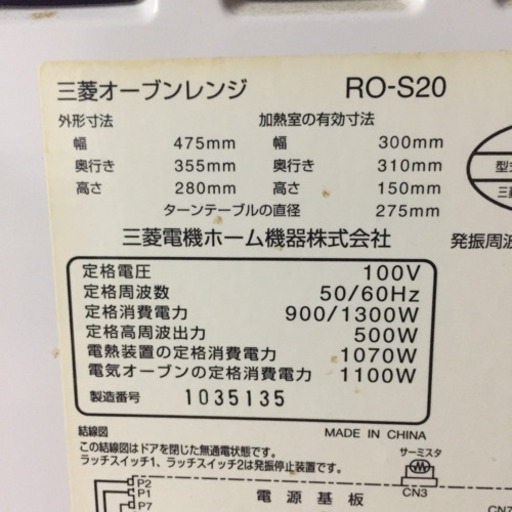 三菱オーブンレンジ RO-S20
外形寸法 加熱室の有効寸法
幅 475mm 幅 300mm
奥行き 355mm 奥行き 310mm
高さ 280mm 高さ 150mm
ターンテーブルの直径 275mm
三菱電機ホーム機器株式会社
型式
三菱
発振周波
定格電圧 100V
定格周波数 50/60Hz
定格消費電力 900/1300W
定格高周波出力 500W
電熱装置の定格消費電力 1070W
電気オーブンの定格消費電力 1100W
製造番号 1035135
結線図 MADE IN CHINA
この結線図はドアを閉じた無通電状態です。
ラッチスイッチ1、ラッチスイッチ2は発振停止装置です。
サーミスタ
P2
P1
P7
電源基板
CN3
CN7